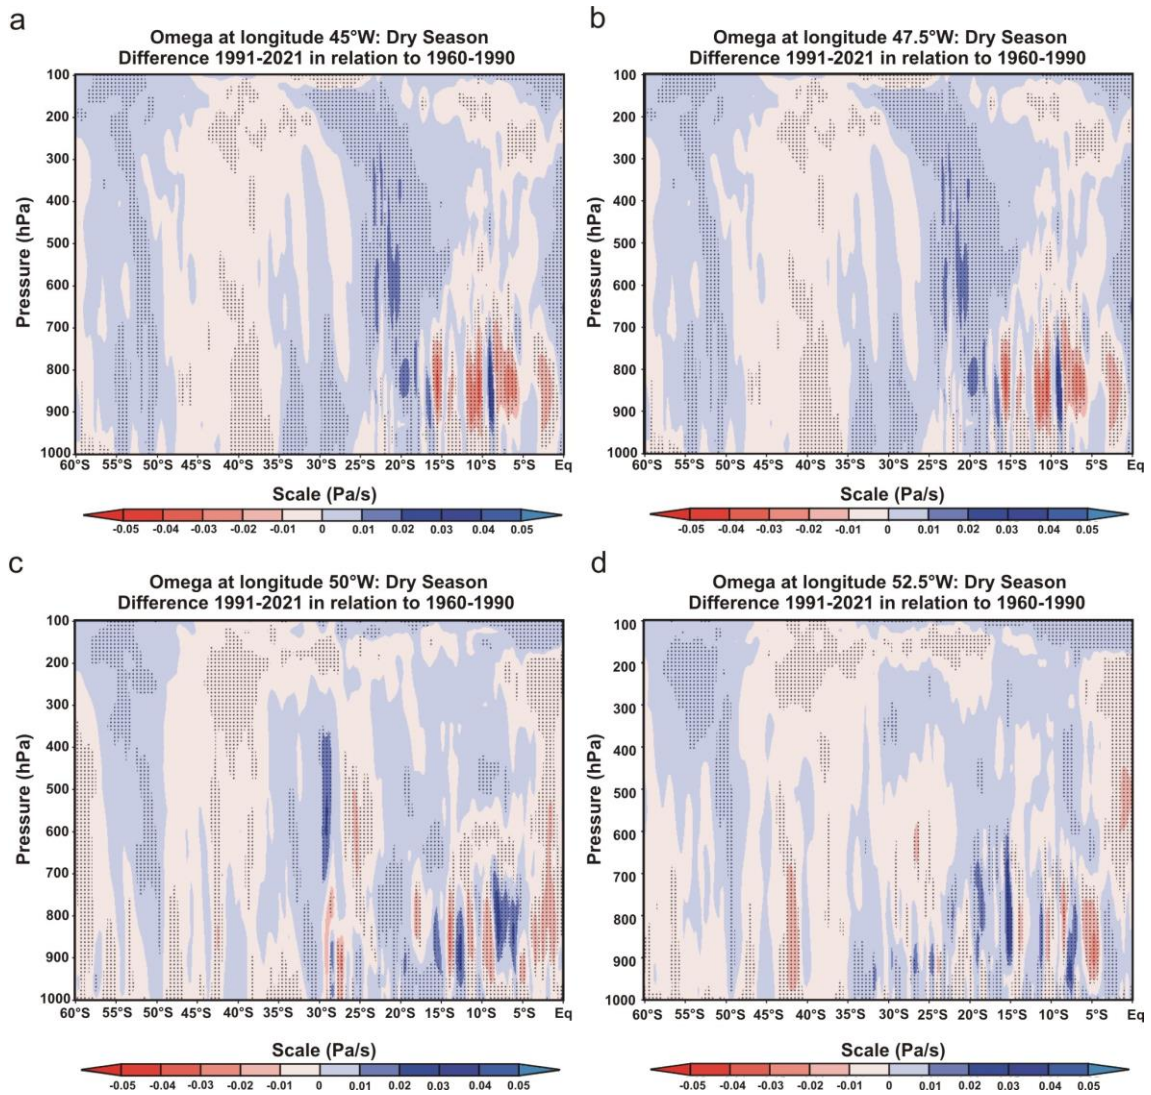 a
Omega at longitude 45°W: Dry Season
Difference 1991-2021 in relation to 1960-1990
Pressure (hPa)
100
200
300
400
500
600
700
800
900
1000
60°S 55°S 50°S 45°S 40°S 35°S 30°S 25°S 20°S 15°S 10°S 5°S Eq
Scale (Pa/s)
-0.05 -0.04 -0.03 -0.02 -0.01 0 0.01 0.02 0.03 0.04 0.05
b
Omega at longitude 47.5°W: Dry Season
Difference 1991-2021 in relation to 1960-1990
Pressure (hPa)
100
200
300
400
500
600
700
800
900
1000
60°S 55°S 50°S 45°S 40°S 35°S 30°S 25°S 20°S 15°S 10°S 5°S Eq
Scale (Pa/s)
-0.05 -0.04 -0.03 -0.02 -0.01 0 0.01 0.02 0.03 0.04 0.05
c
Omega at longitude 50°W: Dry Season
Difference 1991-2021 in relation to 1960-1990
Pressure (hPa)
100
200
300
400
500
600
700
800
900
1000
60°S 55°S 50°S 45°S 40°S 35°S 30°S 25°S 20°S 15°S 10°S 5°S Eq
Scale (Pa/s)
-0.05 -0.04 -0.03 -0.02 -0.01 0 0.01 0.02 0.03 0.04 0.05
d
Omega at longitude 52.5°W: Dry Season
Difference 1991-2021 in relation to 1960-1990
Pressure (hPa)
100
200
300
400
500
600
700
800
900
1000
60°S 55°S 50°S 45°S 40°S 35°S 30°S 25°S 20°S 15°S 10°S 5°S Eq
Scale (Pa/s)
-0.05 -0.04 -0.03 -0.02 -0.01 0 0.01 0.02 0.03 0.04 0.05